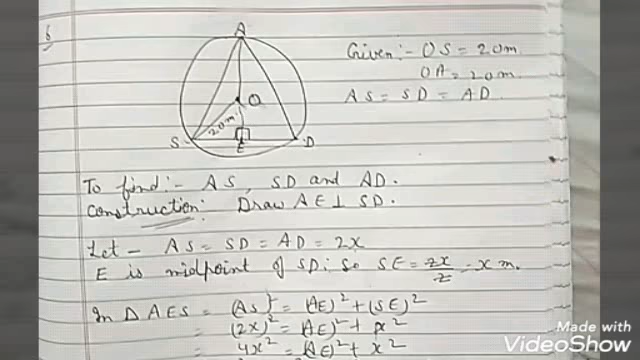 6
A
O
20m
S
E
D
Given:- OS = 20m
OA = 20m.
AS = SD = AD.
To find:- AS, SD and AD.
Construction: Draw AE⊥ SD.
Let - AS = SD = AD = 2x
E is midpoint of SD; So SE = 2x/2 = x m.
In Δ AES = (AS)² = (AE)² + (SE)²
= (2x)² = (AE)² + x²
= 4x² = (AE)² + x²
Made with
VideoShow